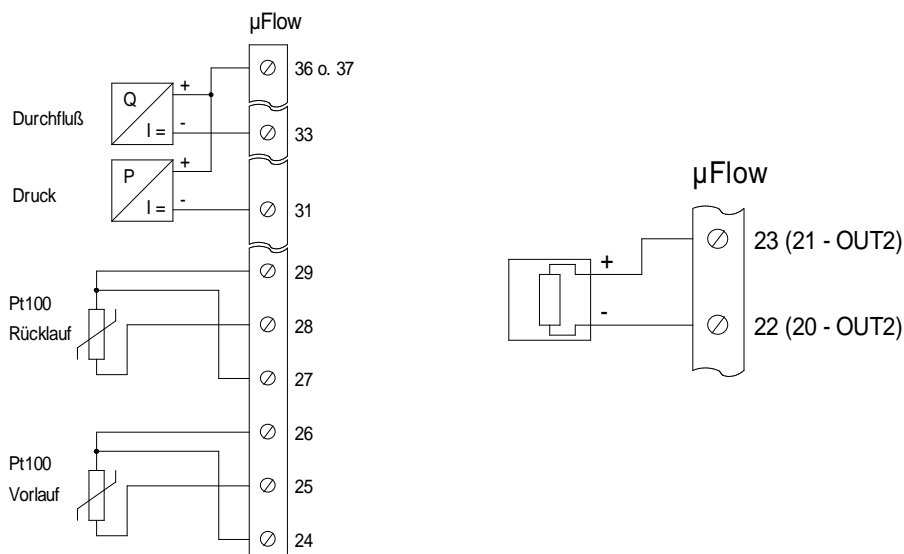 µFlow
36 o. 37
Durchfluß
Q
I =
+
-
33
Druck
P
I =
+
-
31
29
Pt100
Rücklauf
28
27
26
Pt100
Vorlauf
25
24
µFlow
+
23 (21 - OUT2)
-
22 (20 - OUT2)